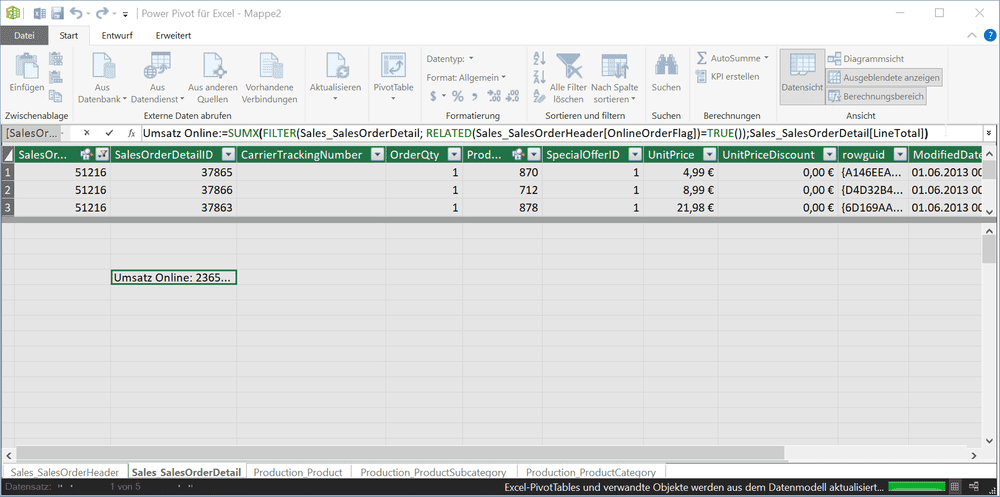 Power Pivot für Excel - Mappe2
Datei Start Entwurf Erweitert
Einfügen
Zwischenablage
Aus Datenbank
Aus Datendienst
Aus anderen Quellen
Vorhandene Verbindungen
Externe Daten abrufen
Aktualisieren
PivotTable
Datentyp:
Format: Allgemein
$ % ,
Formatierung
Alle Filter löschen
Nach Spalte sortieren
Sortieren und filtern
Suchen
Suchen
AutoSumme
KPI erstellen
Berechnungen
Datensicht
Diagrammsicht
Ausgeblendete anzeigen
Berechnungsbereich
Ansicht
[SalesOr... fx Umsatz Online:=SUMX(FILTER(Sales_SalesOrderDetail; RELATED(Sales_SalesOrderHeader[OnlineOrderFlag])=TRUE());Sales_SalesOrderDetail[LineTotal])
SalesO... SalesOrderDetailID CarrierTrackingNumber OrderQty Prod... SpecialOfferID UnitPrice UnitPriceDiscount rowguid ModifiedDate
1 51216 37865 1 870 1 4,99 € 0,00 € {A146EEA... 01.06.2013 00
2 51216 37866 1 712 1 8,99 € 0,00 € {D4D32B4... 01.06.2013 00
3 51216 37863 1 878 1 21,98 € 0,00 € {6D169AA... 01.06.2013 00
Umsatz Online: 2365...
Sales_SalesOrderHeader Sales_SalesOrderDetail Production_Product Production_ProductSubcategory Production_ProductCategory
Datensatz: 1 von 5 Excel-PivotTables und verwandte Objekte werden aus dem Datenmodell aktualisiert...